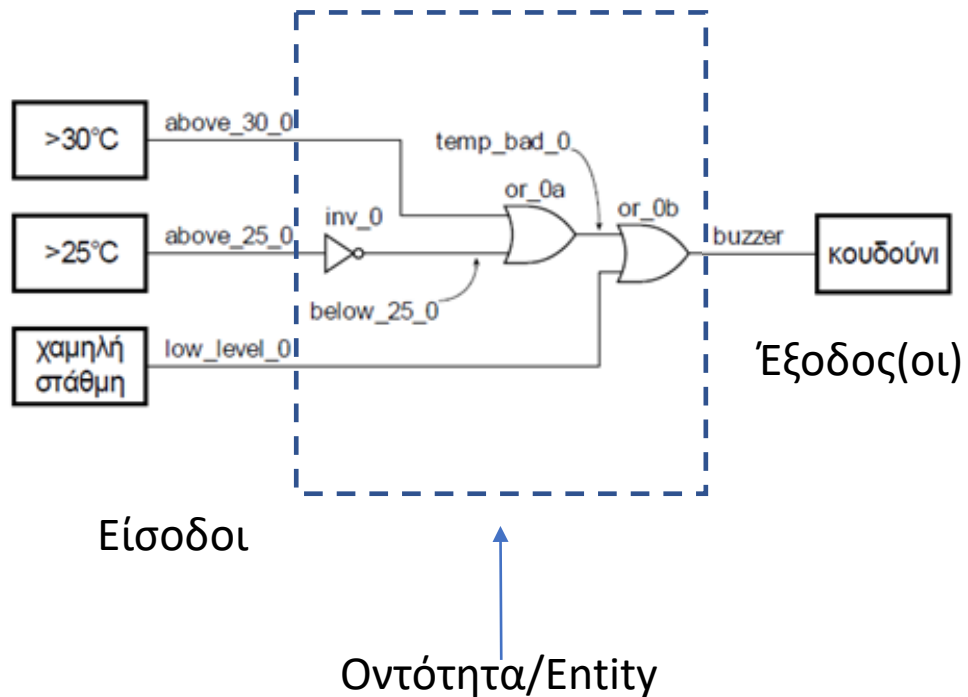 >30°C
above_30_0
temp_bad_0
or_0a
or_0b
inv_0
>25°C
above_25_0
buzzer
κουδούνι
below_25_0
χαμηλή
στάθμη
low_level_0
Έξοδος(οι)
Είσοδοι
Οντότητα/Entity